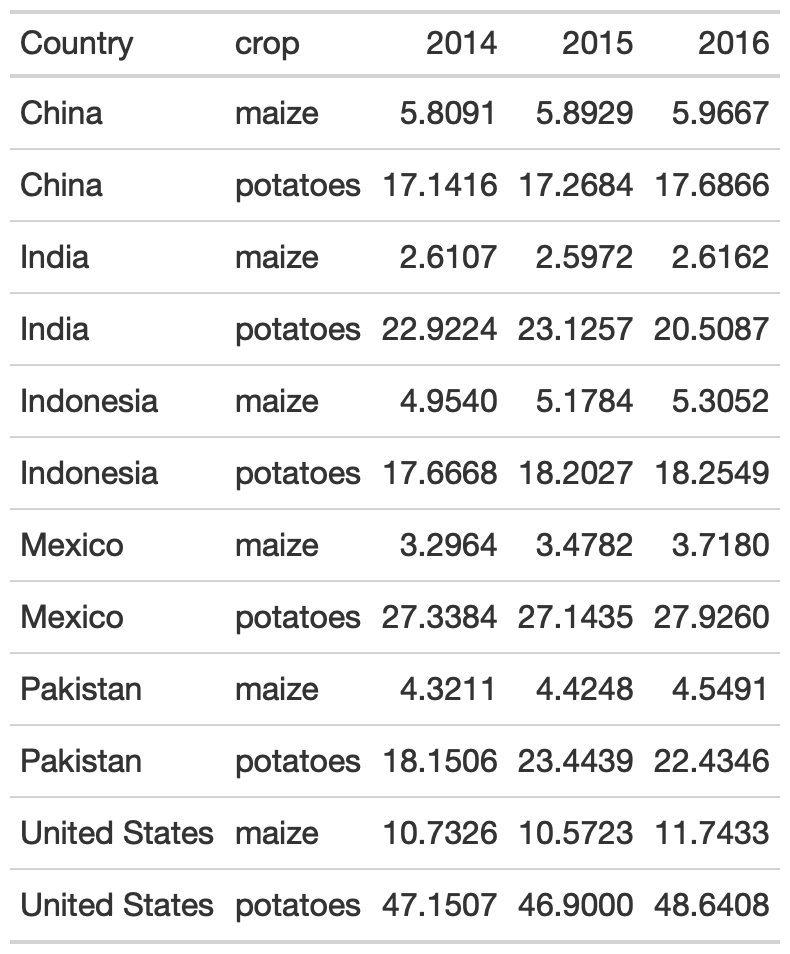 Country crop 2014 2015 2016
China maize 5.8091 5.8929 5.9667
China potatoes 17.1416 17.2684 17.6866
India maize 2.6107 2.5972 2.6162
India potatoes 22.9224 23.1257 20.5087
Indonesia maize 4.9540 5.1784 5.3052
Indonesia potatoes 17.6668 18.2027 18.2549
Mexico maize 3.2964 3.4782 3.7180
Mexico potatoes 27.3384 27.1435 27.9260
Pakistan maize 4.3211 4.4248 4.5491
Pakistan potatoes 18.1506 23.4439 22.4346
United States maize 10.7326 10.5723 11.7433
United States potatoes 47.1507 46.9000 48.6408